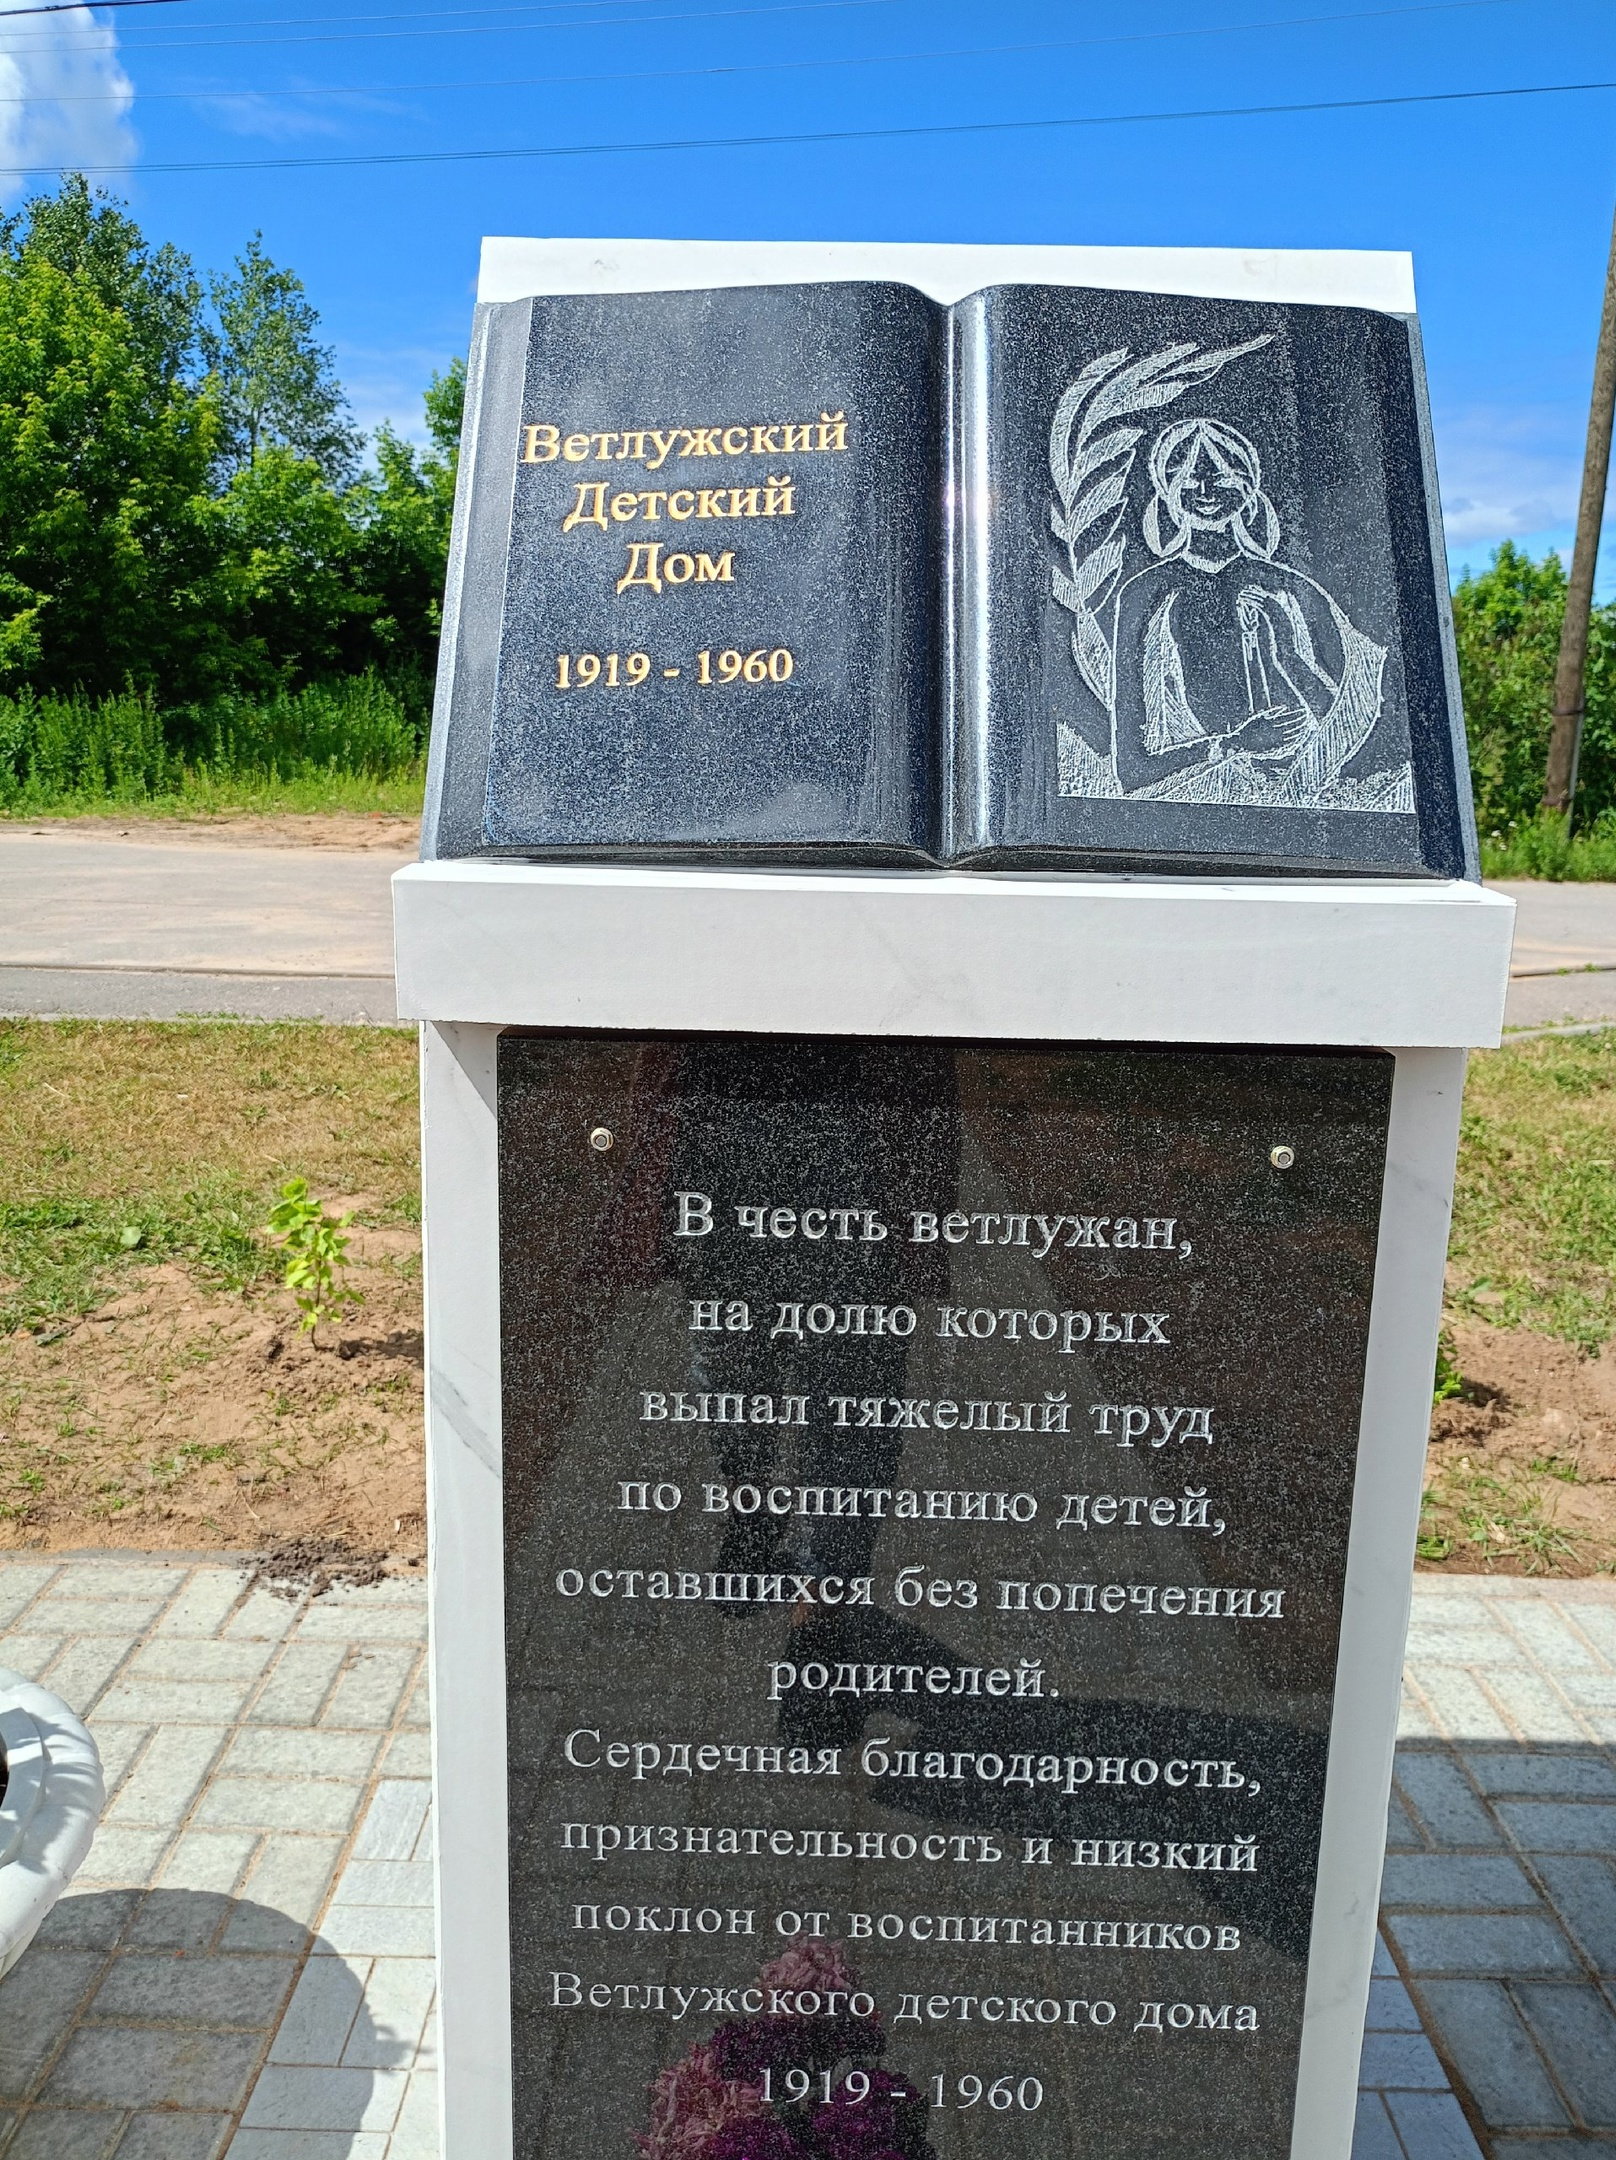 Ветлужский
Детский
Дом
1919 - 1960
В честь ветлужан,
на долю которых
выпал тяжелый труд
по воспитанию детей,
оставшихся без попечения
родителей.
Сердечная благодарность,
признательность и низкий
поклон от воспитанников
Ветлужского детского дома
1919 - 1960